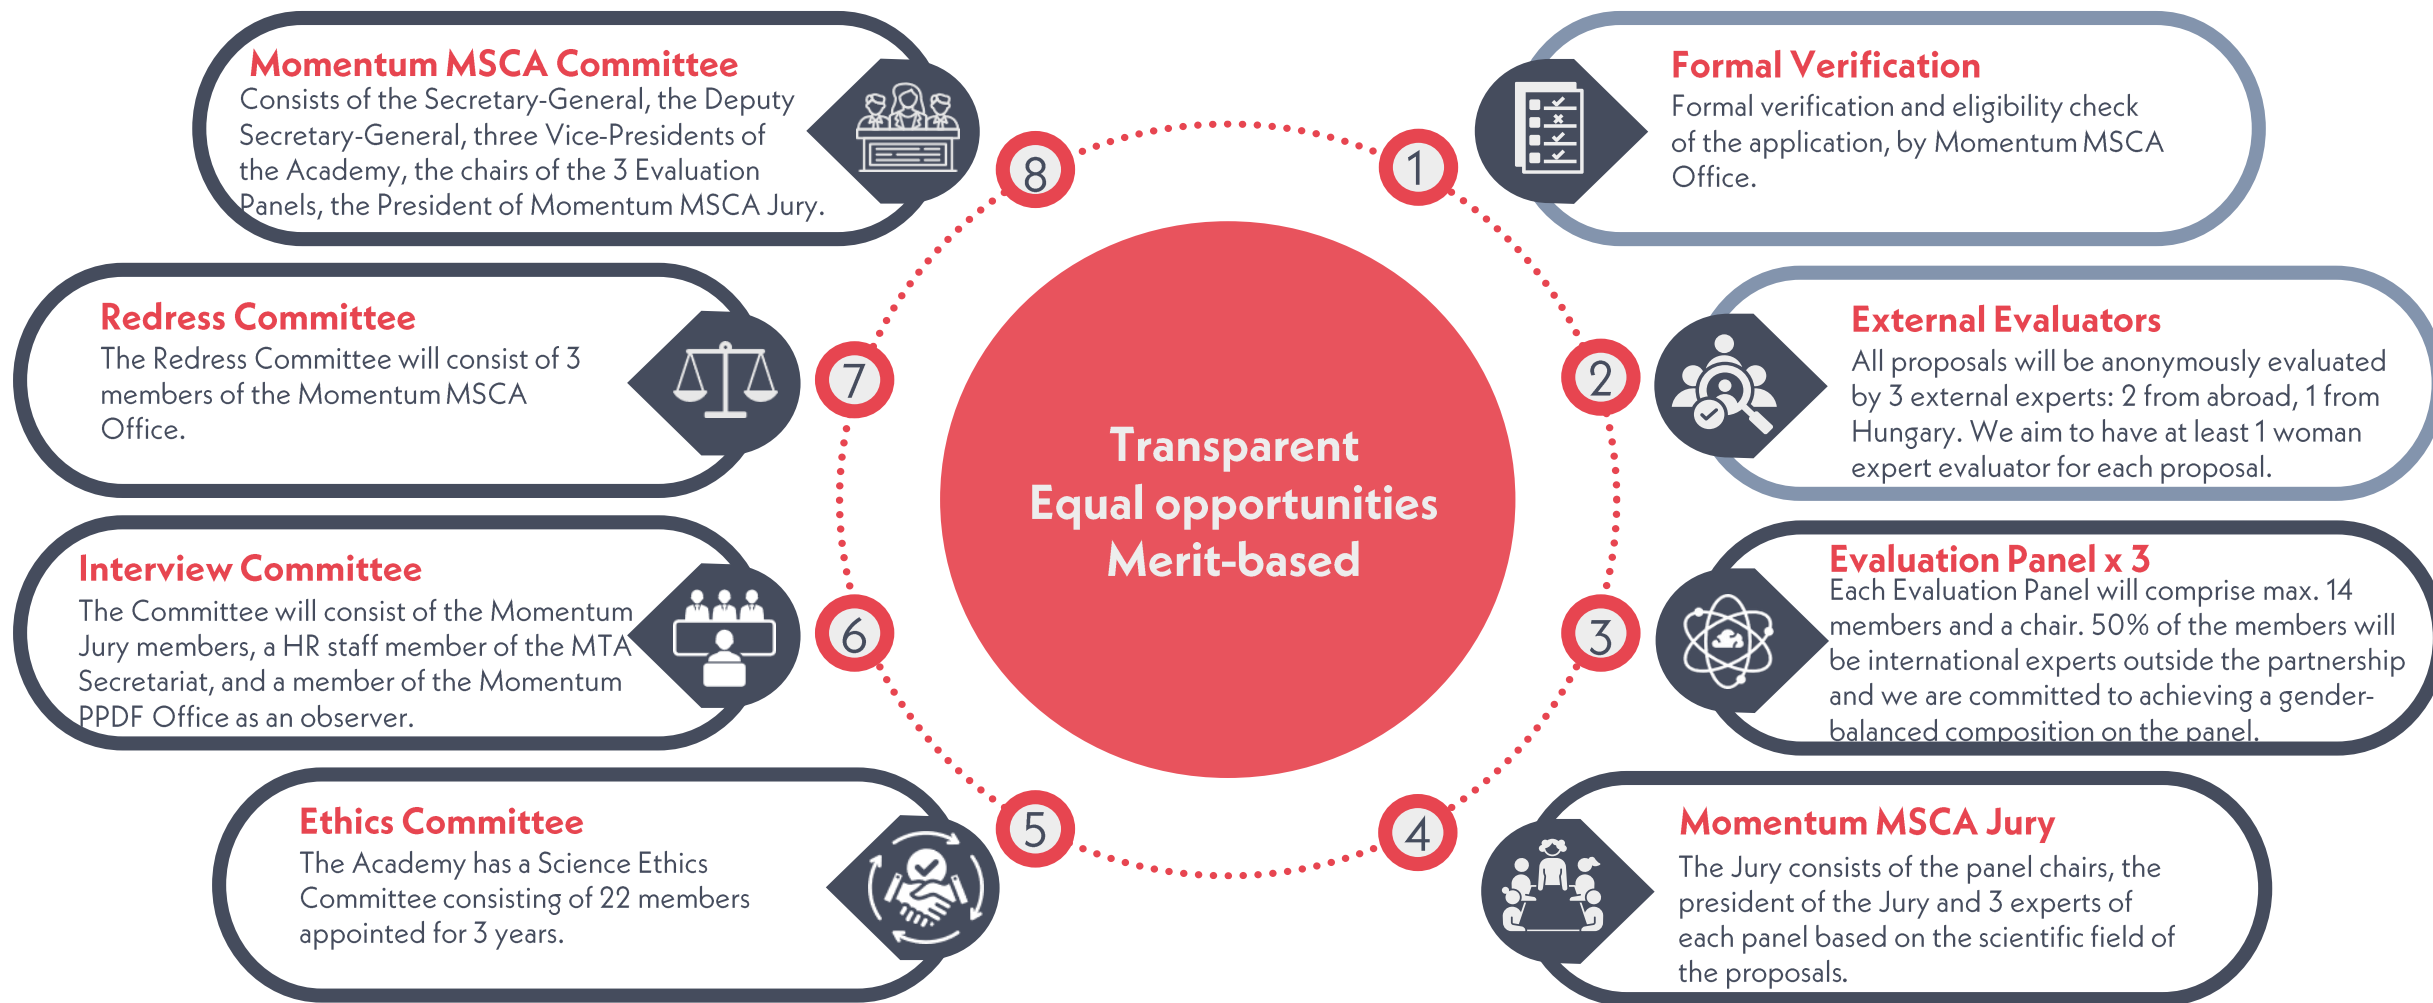 Formal Verification
Formal verification and eligibility check
of the application, by Momentum MSCA
Office.
1
External Evaluators
All proposals will be anonymously evaluated
by 3 external experts: 2 from abroad, 1 from
Hungary. We aim to have at least 1 woman
expert evaluator for each proposal.
2
Evaluation Panel x 3
Each Evaluation Panel will comprise max. 14
members and a chair. 50% of the members will
be international experts outside the partnership
and we are committed to achieving a gender-
balanced composition on the panel.
3
Momentum MSCA Jury
The Jury consists of the panel chairs, the
president of the Jury and 3 experts of
each panel based on the scientific field of
the proposals.
4
Ethics Committee
The Academy has a Science Ethics
Committee consisting of 22 members
appointed for 3 years.
5
Interview Committee
The Committee will consist of the Momentum
Jury members, a HR staff member of the MTA
Secretariat, and a member of the Momentum
PPDF Office as an observer.
6
Redress Committee
The Redress Committee will consist of 3
members of the Momentum MSCA
Office.
7
Momentum MSCA Committee
Consists of the Secretary-General, the Deputy
Secretary-General, three Vice-Presidents of
the Academy, the chairs of the 3 Evaluation
Panels, the President of Momentum MSCA Jury.
8
Transparent
Equal opportunities
Merit-based